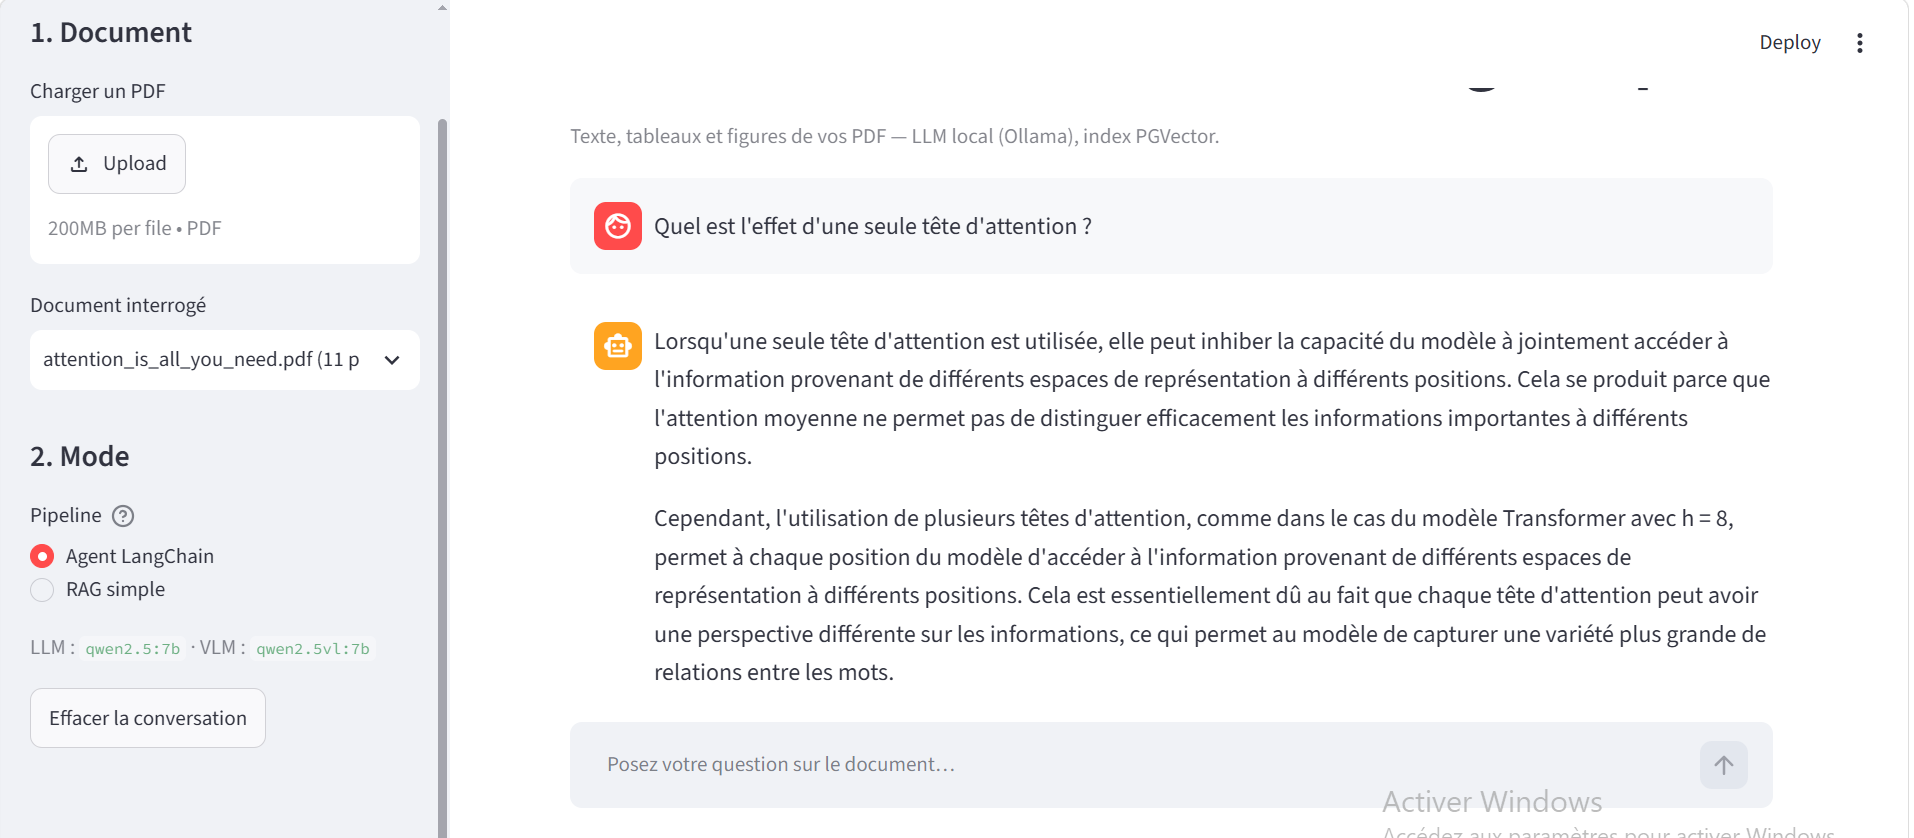 1. Document
Charger un PDF
Upload
200MB per file • PDF
Document interrogé
attention_is_all_you_need.pdf (11 p
2. Mode
Pipeline ?
Agent LangChain
RAG simple
LLM : qwen2.5:7b · VLM : qwen2.5vl:7b
Effacer la conversation
Deploy
Texte, tableaux et figures de vos PDF — LLM local (Ollama), index PGVector.
Quel est l'effet d'une seule tête d'attention ?
Lorsqu'une seule tête d'attention est utilisée, elle peut inhiber la capacité du modèle à jointement accéder à
l'information provenant de différents espaces de représentation à différents positions. Cela se produit parce que
l'attention moyenne ne permet pas de distinguer efficacement les informations importantes à différents
positions.
Cependant, l'utilisation de plusieurs têtes d'attention, comme dans le cas du modèle Transformer avec h = 8,
permet à chaque position du modèle d'accéder à l'information provenant de différents espaces de
représentation à différents positions. Cela est essentiellement dû au fait que chaque tête d'attention peut avoir
une perspective différente sur les informations, ce qui permet au modèle de capturer une variété plus grande de
relations entre les mots.
Posez votre question sur le document…
Activer Windows
Accédez aux paramètres pour activer Windows